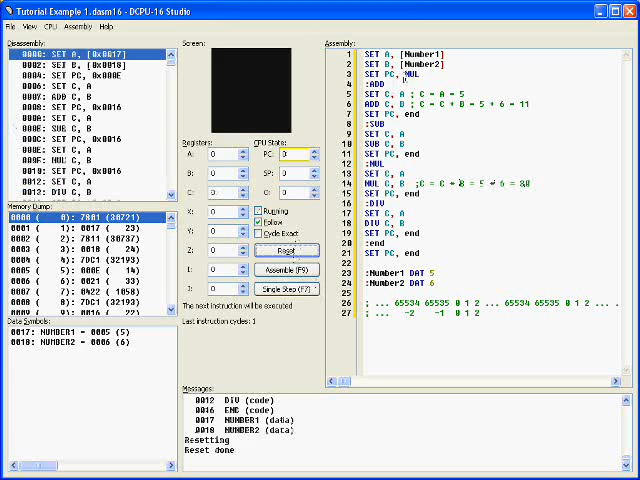 Tutorial Example 1.dasm16 - DCPU-16 Studio
File View CPU Assembly Help
Disassembly:
0000: SET A, [0x0017]
0002: SET B, [0x0018]
0004: SET PC, 0x000E
0006: SET C, A
0007: ADD C, B
0008: SET PC, 0x0016
000A: SET C, A
000B: SUB C, B
000C: SET PC, 0x0016
000E: SET C, A
000F: MUL C, B
0010: SET PC, 0x0016
0012: SET C, A
0013: DIV C, B
Memory Dump:
0000 ( 0): 7801 (30721)
0001 ( 1): 0017 ( 23)
0002 ( 2): 7811 (30737)
0003 ( 3): 0018 ( 24)
0004 ( 4): 7DC1 (32193)
0005 ( 5): 000E ( 14)
0006 ( 6): 0021 ( 33)
0007 ( 7): 0422 ( 1058)
0008 ( 8): 7DC1 (32193)
0009 ( 9): 0016 ( 22)
Data Symbols:
0017: NUMBER1 = 0005 (5)
0018: NUMBER2 = 0006 (6)
Screen:
Registers: CPU State:
A: 0 PC: 0
B: 0 SP: 0
C: 0 O: 0
X: 0 Running
Y: 0 Follow
Cycle Exact
Z: 0 Reset
I: 0 Assemble (F9)
J: 0 Single Step (F7)
The next instruction will be executed
Last instruction cycles: 1
Assembly:
1 SET A, [Number1]
2 SET B, [Number2]
3 SET PC, MUL
4 :ADD
5 SET C, A ; C = A = 5
6 ADD C, B ; C = C + B = 5 + 6 = 11
7 SET PC, end
8 :SUB
9 SET C, A
10 SUB C, B
11 SET PC, end
12 :MUL
13 SET C, A
14 MUL C, B ;C = C * B = 5 * 6 = 30
15 SET PC, end
16 :DIV
17 SET C, A
18 DIV C, B
19 SET PC, end
20 :end
21 SET PC, end
22
23 :Number1 DAT 5
24 :Number2 DAT 6
25
26 ; ... 65534 65535 0 1 2 ... 65534 65535 0 1 2 ... .
27 ; ... -2 -1 0 1 2
Messages:
0012 DIV (code)
0016 END (code)
0017 NUMBER1 (data)
0018 NUMBER2 (data)
Resetting
Reset done